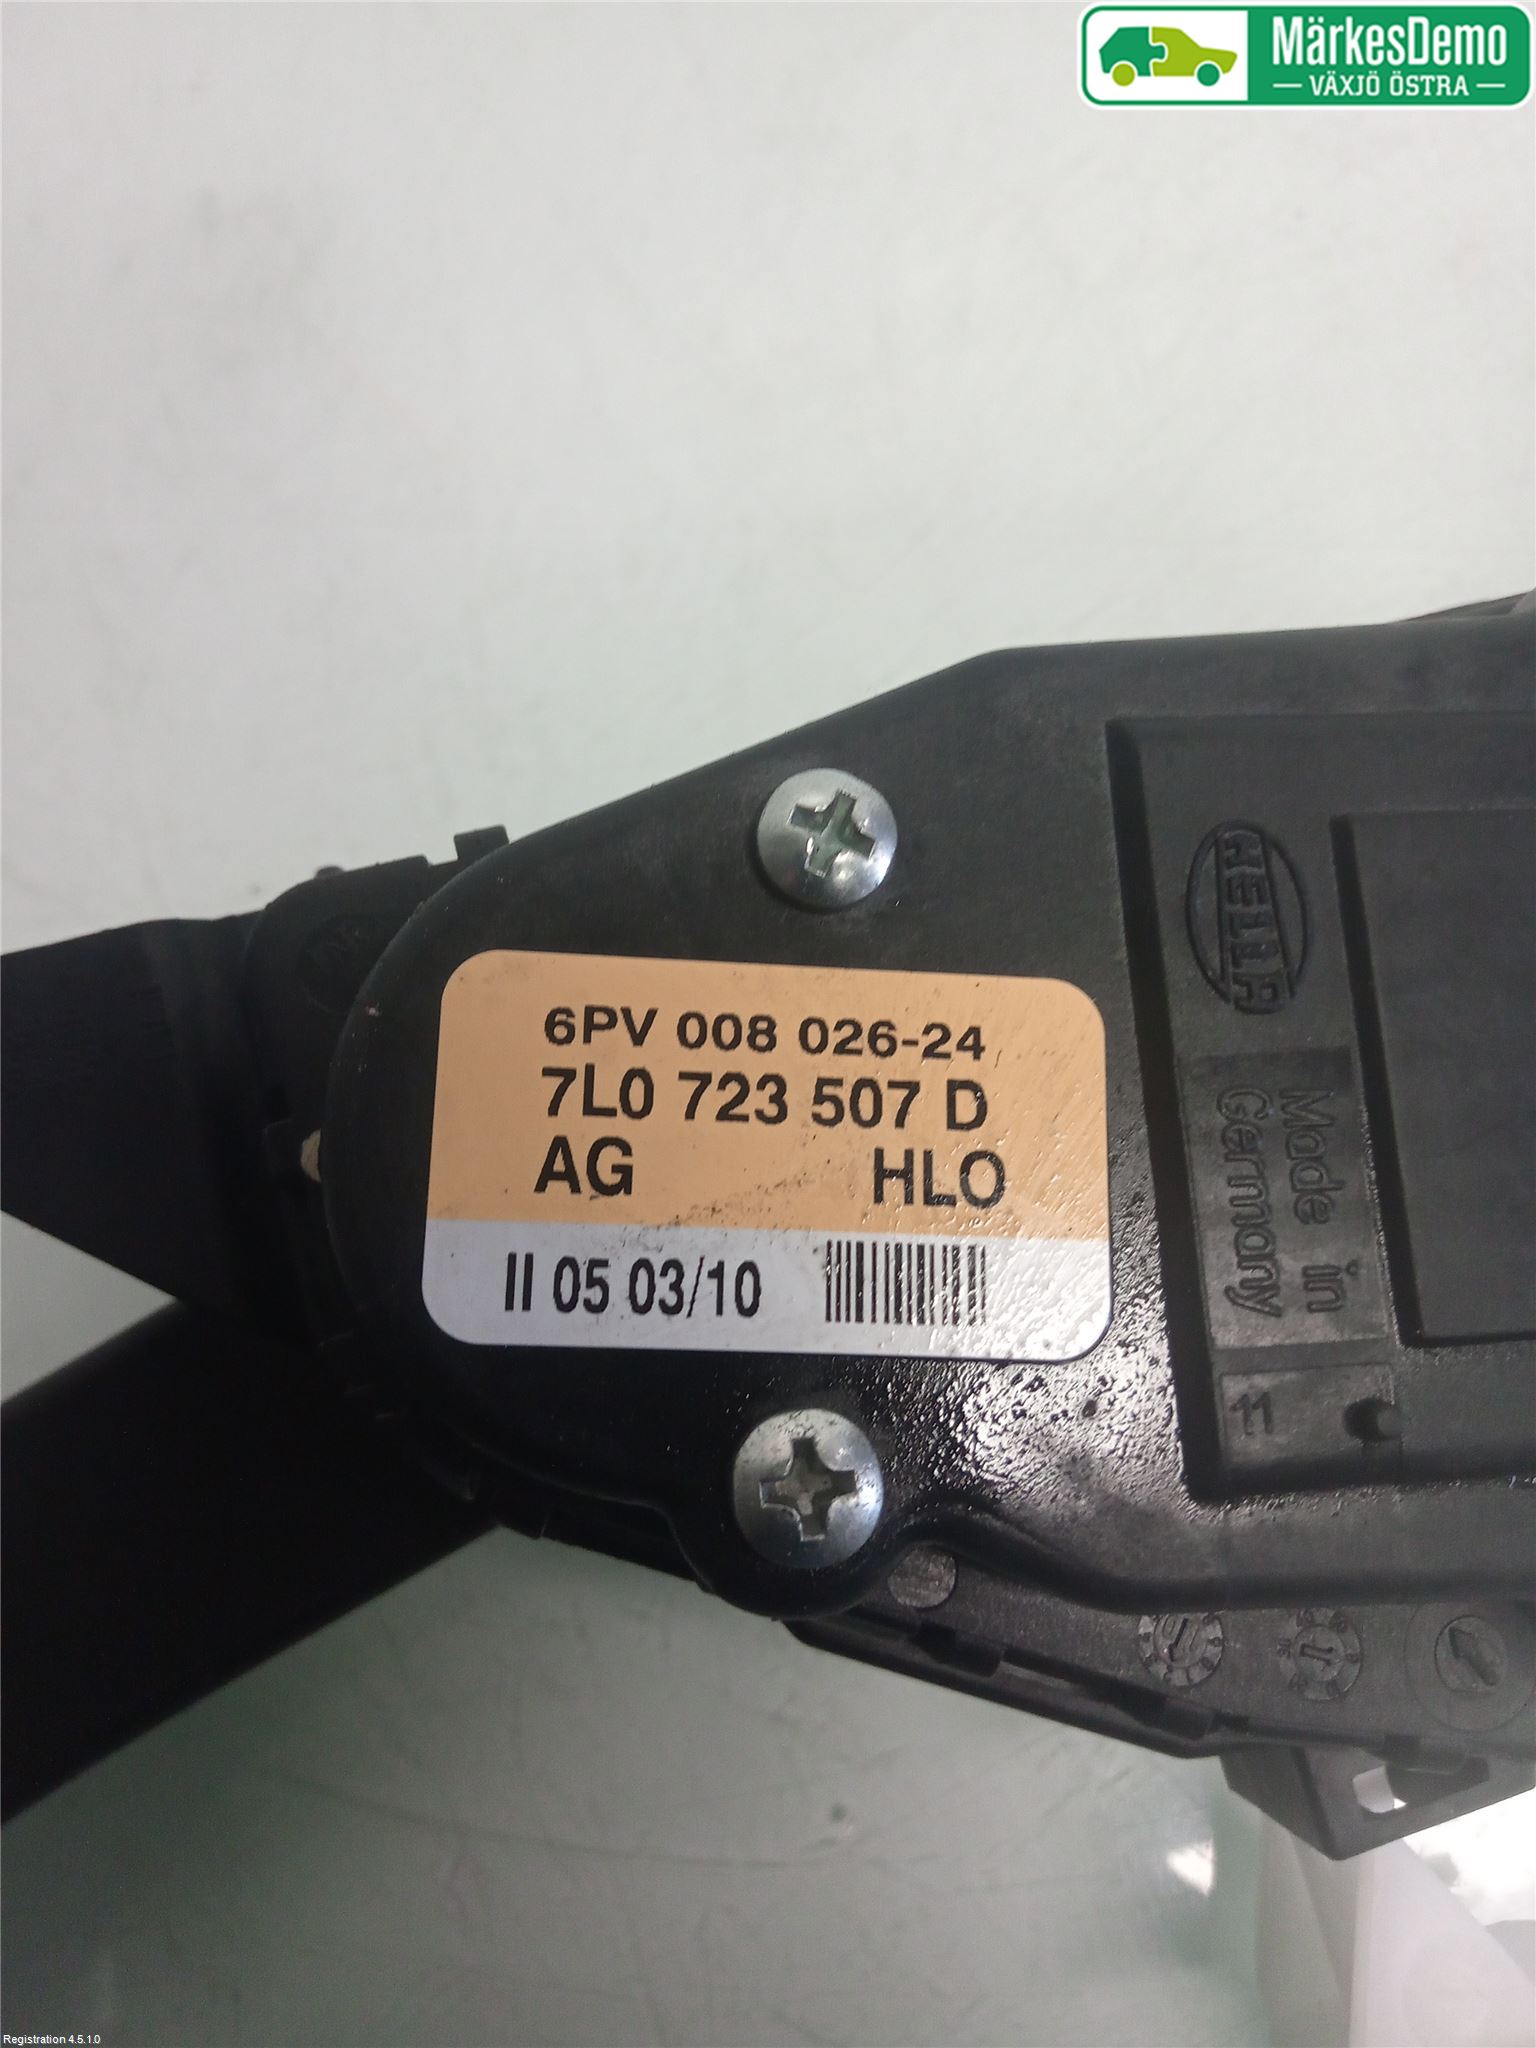 MärkesDemo
VÄXJÖ ÖSTRA
HELLA
6PV 008 026-24
7L0 723 507 D
AG HLO
II 05 03/10
Made in
Germany
11
Registration 4.5.1.0